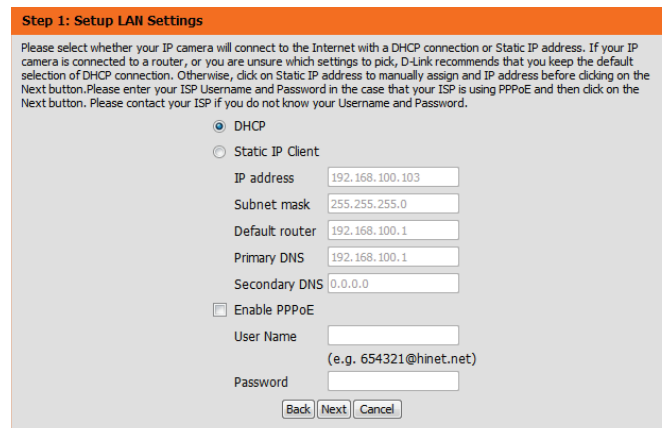 Step 1: Setup LAN Settings
Please select whether your IP camera will connect to the Internet with a DHCP connection or Static IP address. If your IP
camera is connected to a router, or you are unsure which settings to pick, D-Link recommends that you keep the default
selection of DHCP connection. Otherwise, click on Static IP address to manually assign and IP address before clicking on the
Next button.Please enter your ISP Username and Password in the case that your ISP is using PPPoE and then click on the
Next button. Please contact your ISP if you do not know your Username and Password.
DHCP
Static IP Client
IP address 192.168.100.103
Subnet mask 255.255.255.0
Default router 192.168.100.1
Primary DNS 192.168.100.1
Secondary DNS 0.0.0.0
Enable PPPoE
User Name
(e.g. 654321@hinet.net)
Password
Back Next Cancel